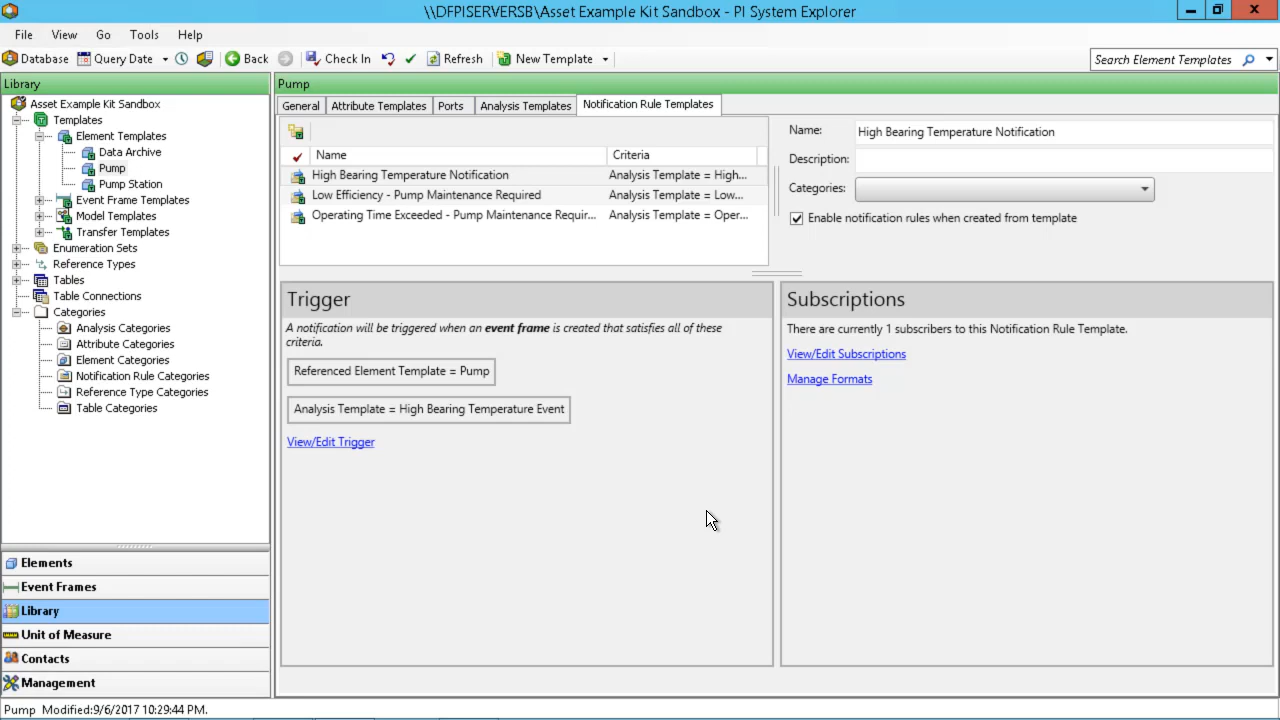 \\DFPISERVERSB\Asset Example Kit Sandbox - PI System Explorer
File View Go Tools Help
Database Query Date Back Check In Refresh New Template Search Element Templates
Library
Asset Example Kit Sandbox
Templates
Element Templates
Data Archive
Pump
Pump Station
Event Frame Templates
Model Templates
Transfer Templates
Enumeration Sets
Reference Types
Tables
Table Connections
Categories
Analysis Categories
Attribute Categories
Element Categories
Notification Rule Categories
Reference Type Categories
Table Categories
Elements
Event Frames
Library
Unit of Measure
Contacts
Management
Pump
General Attribute Templates Ports Analysis Templates Notification Rule Templates
Name Criteria
High Bearing Temperature Notification Analysis Template = High...
Low Efficiency - Pump Maintenance Required Analysis Template = Low...
Operating Time Exceeded - Pump Maintenance Requir... Analysis Template = Oper...
Name: High Bearing Temperature Notification
Description:
Categories:
Enable notification rules when created from template
Trigger
A notification will be triggered when an event frame is created that satisfies all of these
criteria.
Referenced Element Template = Pump
Analysis Template = High Bearing Temperature Event
View/Edit Trigger
Subscriptions
There are currently 1 subscribers to this Notification Rule Template.
View/Edit Subscriptions
Manage Formats
Pump Modified:9/6/2017 10:29:44 PM.